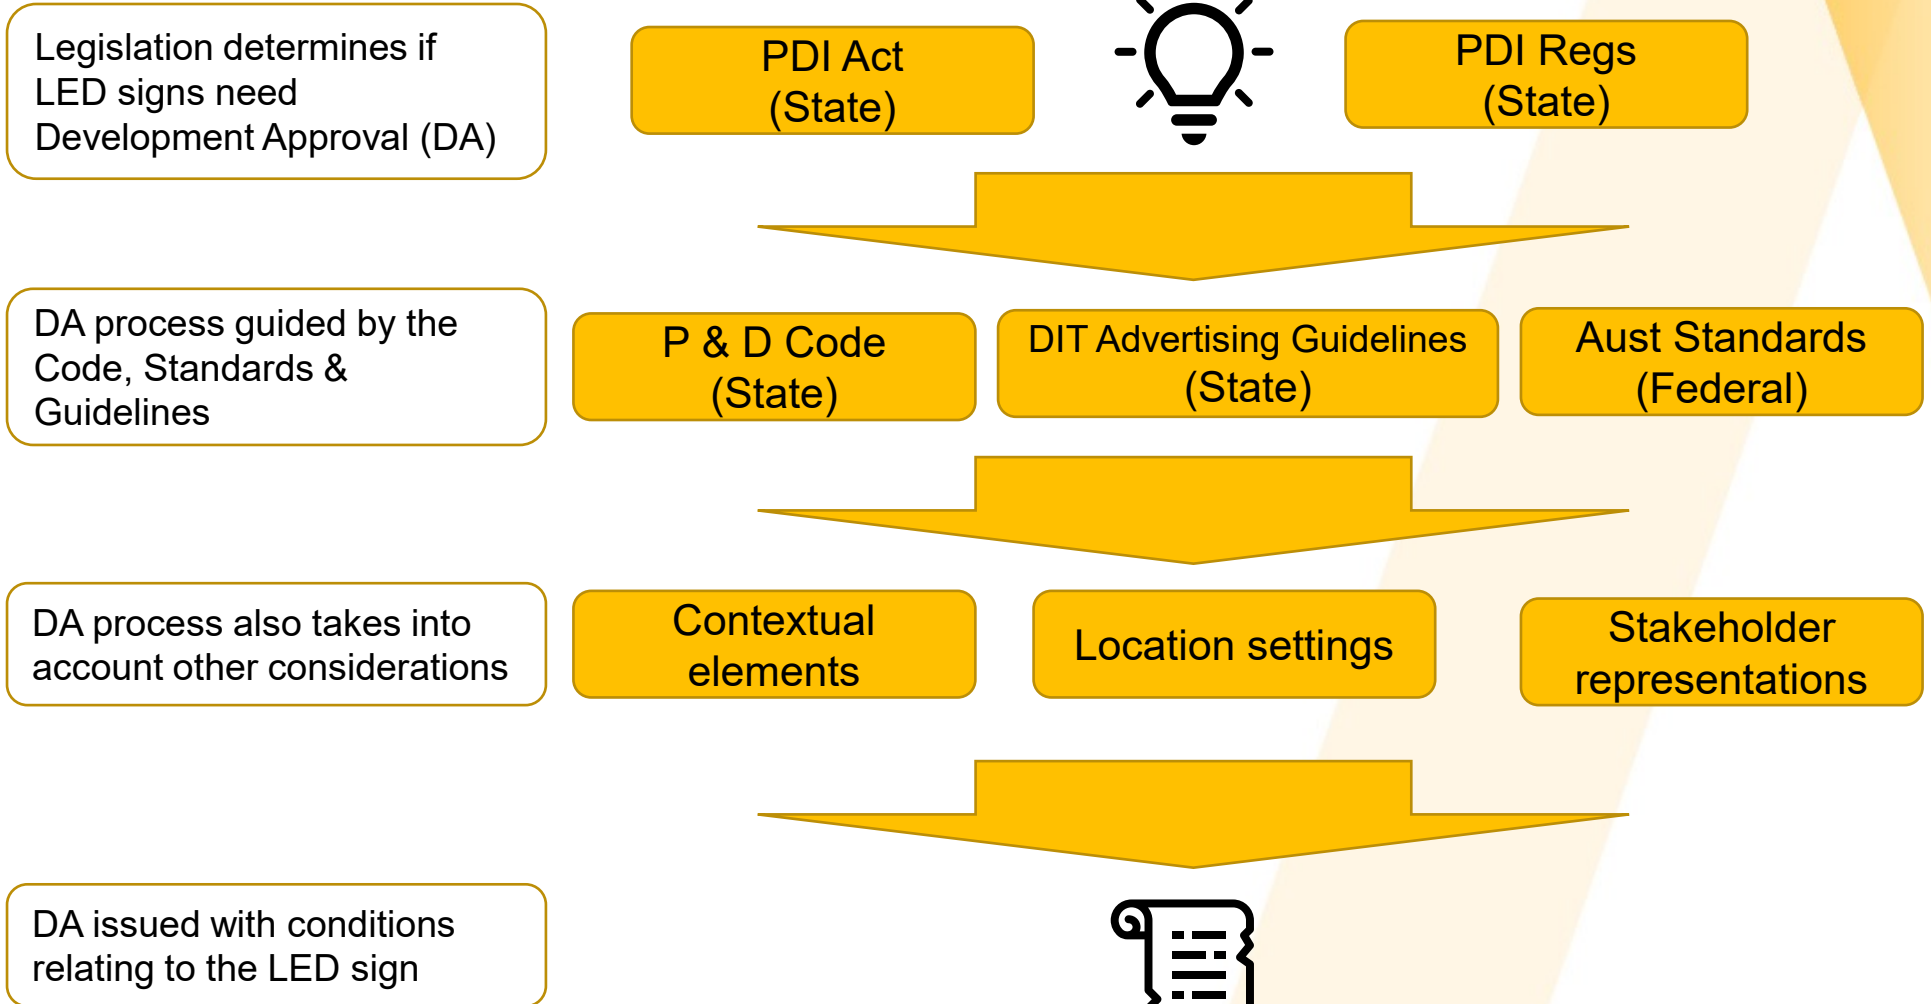 Legislation determines if
LED signs need
Development Approval (DA)
PDI Act
(State)
PDI Regs
(State)
DA process guided by the
Code, Standards &
Guidelines
P & D Code
(State)
DIT Advertising Guidelines
(State)
Aust Standards
(Federal)
DA process also takes into
account other considerations
Contextual
elements
Location settings
Stakeholder
representations
DA issued with conditions
relating to the LED sign